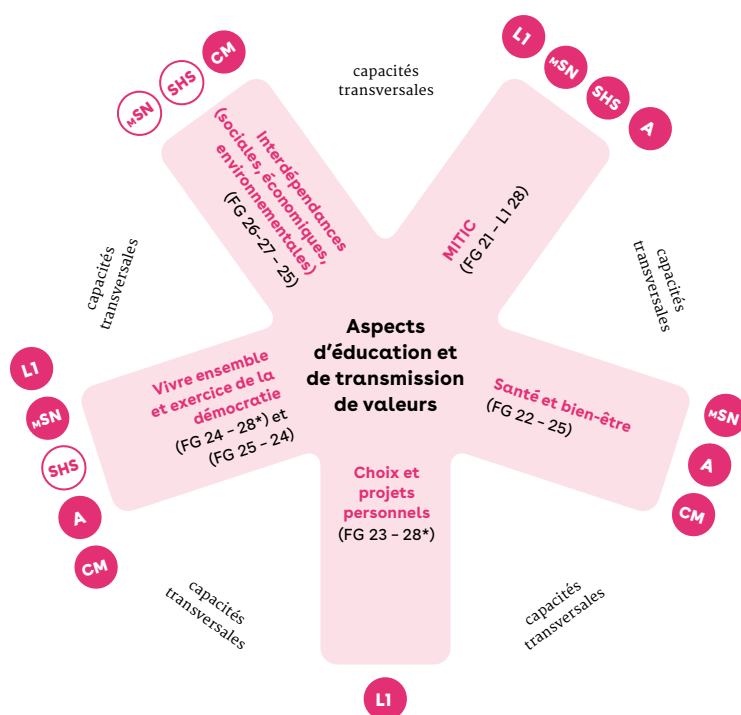 L1
MSN
SHS
A
CM
SHS
MSN
capacités
transversales
Interdépendances
(sociales, économiques,
environnementales)
(FG 26-27 – 25)
MITIC
(FG 21 – L1 28)
capacités
transversales
capacités
transversales
Aspects
d’éducation et
de transmission
de valeurs
L1
MSN
SHS
A
CM
Vivre ensemble
et exercice de la
démocratie
(FG 24 – 28*) et
(FG 25 – 24)
Santé et bien-être
(FG 22 – 25)
MSN
A
CM
Choix et
projets
personnels
(FG 23 – 28*)
capacités
transversales
capacités
transversales
L1